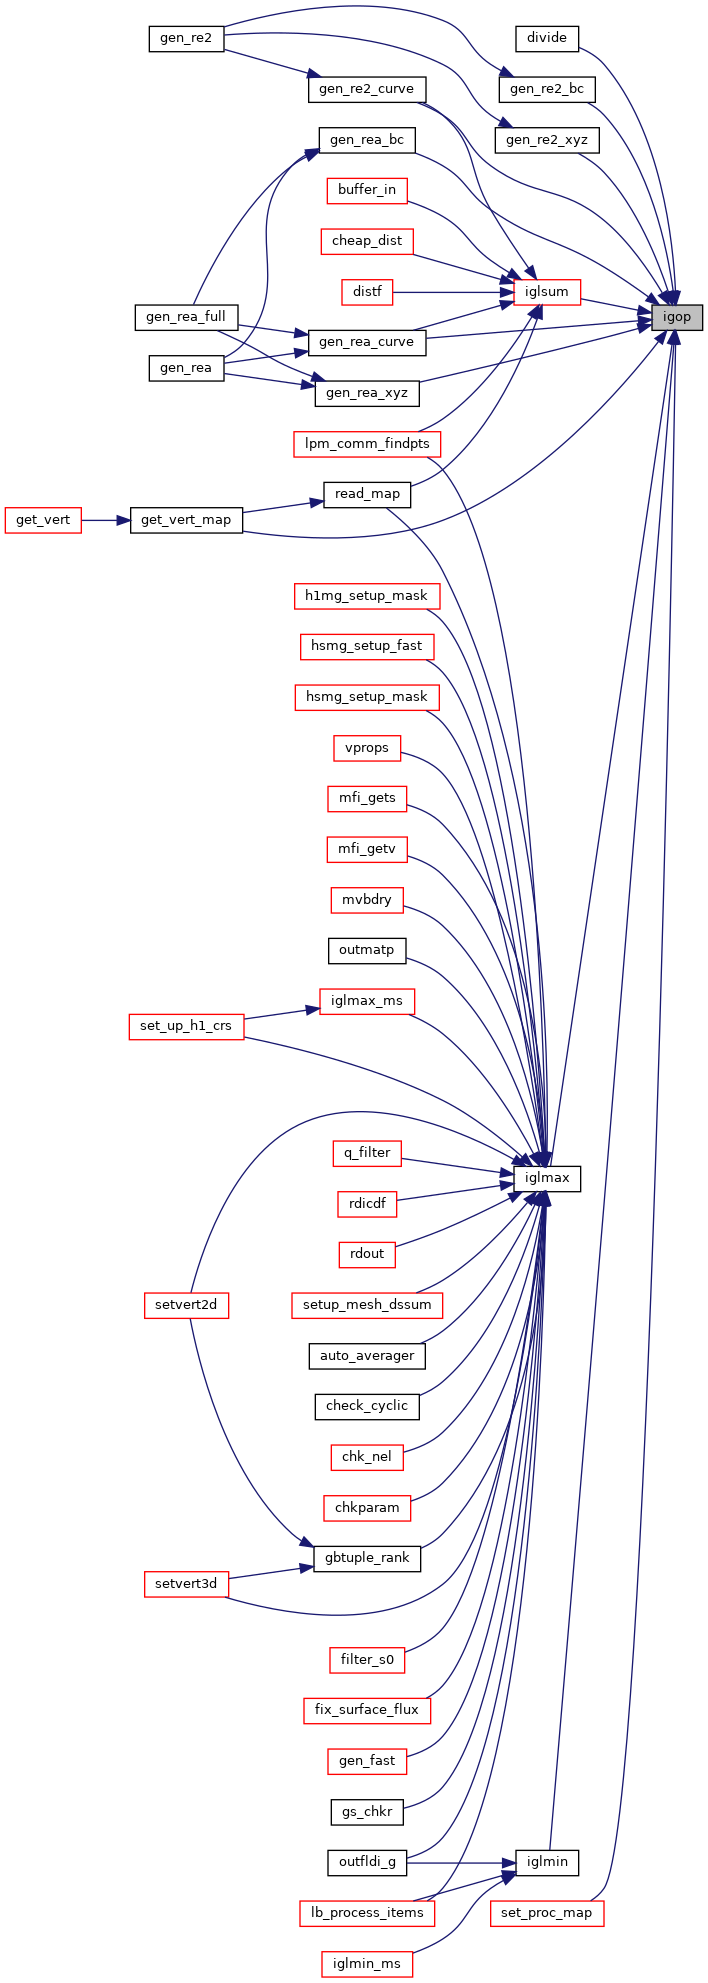 gen_re2
divide
gen_re2_curve
gen_re2_bc
gen_rea_bc
gen_re2_xyz
buffer_in
cheap_dist
distf
iglsum
gen_rea_full
igop
gen_rea_curve
gen_rea
gen_rea_xyz
lpm_comm_findpts
read_map
get_vert
get_vert_map
h1mg_setup_mask
hsmg_setup_fast
hsmg_setup_mask
vprops
mfi_gets
mfi_getv
mvbdry
outmatp
iglmax_ms
set_up_h1_crs
q_filter
iglmax
rdicdf
rdout
setvert2d
setup_mesh_dssum
auto_averager
check_cyclic
chk_nel
chkparam
gbtuple_rank
setvert3d
filter_s0
fix_surface_flux
gen_fast
gs_chkr
outfldi_g
iglmin
lb_process_items
set_proc_map
iglmin_ms